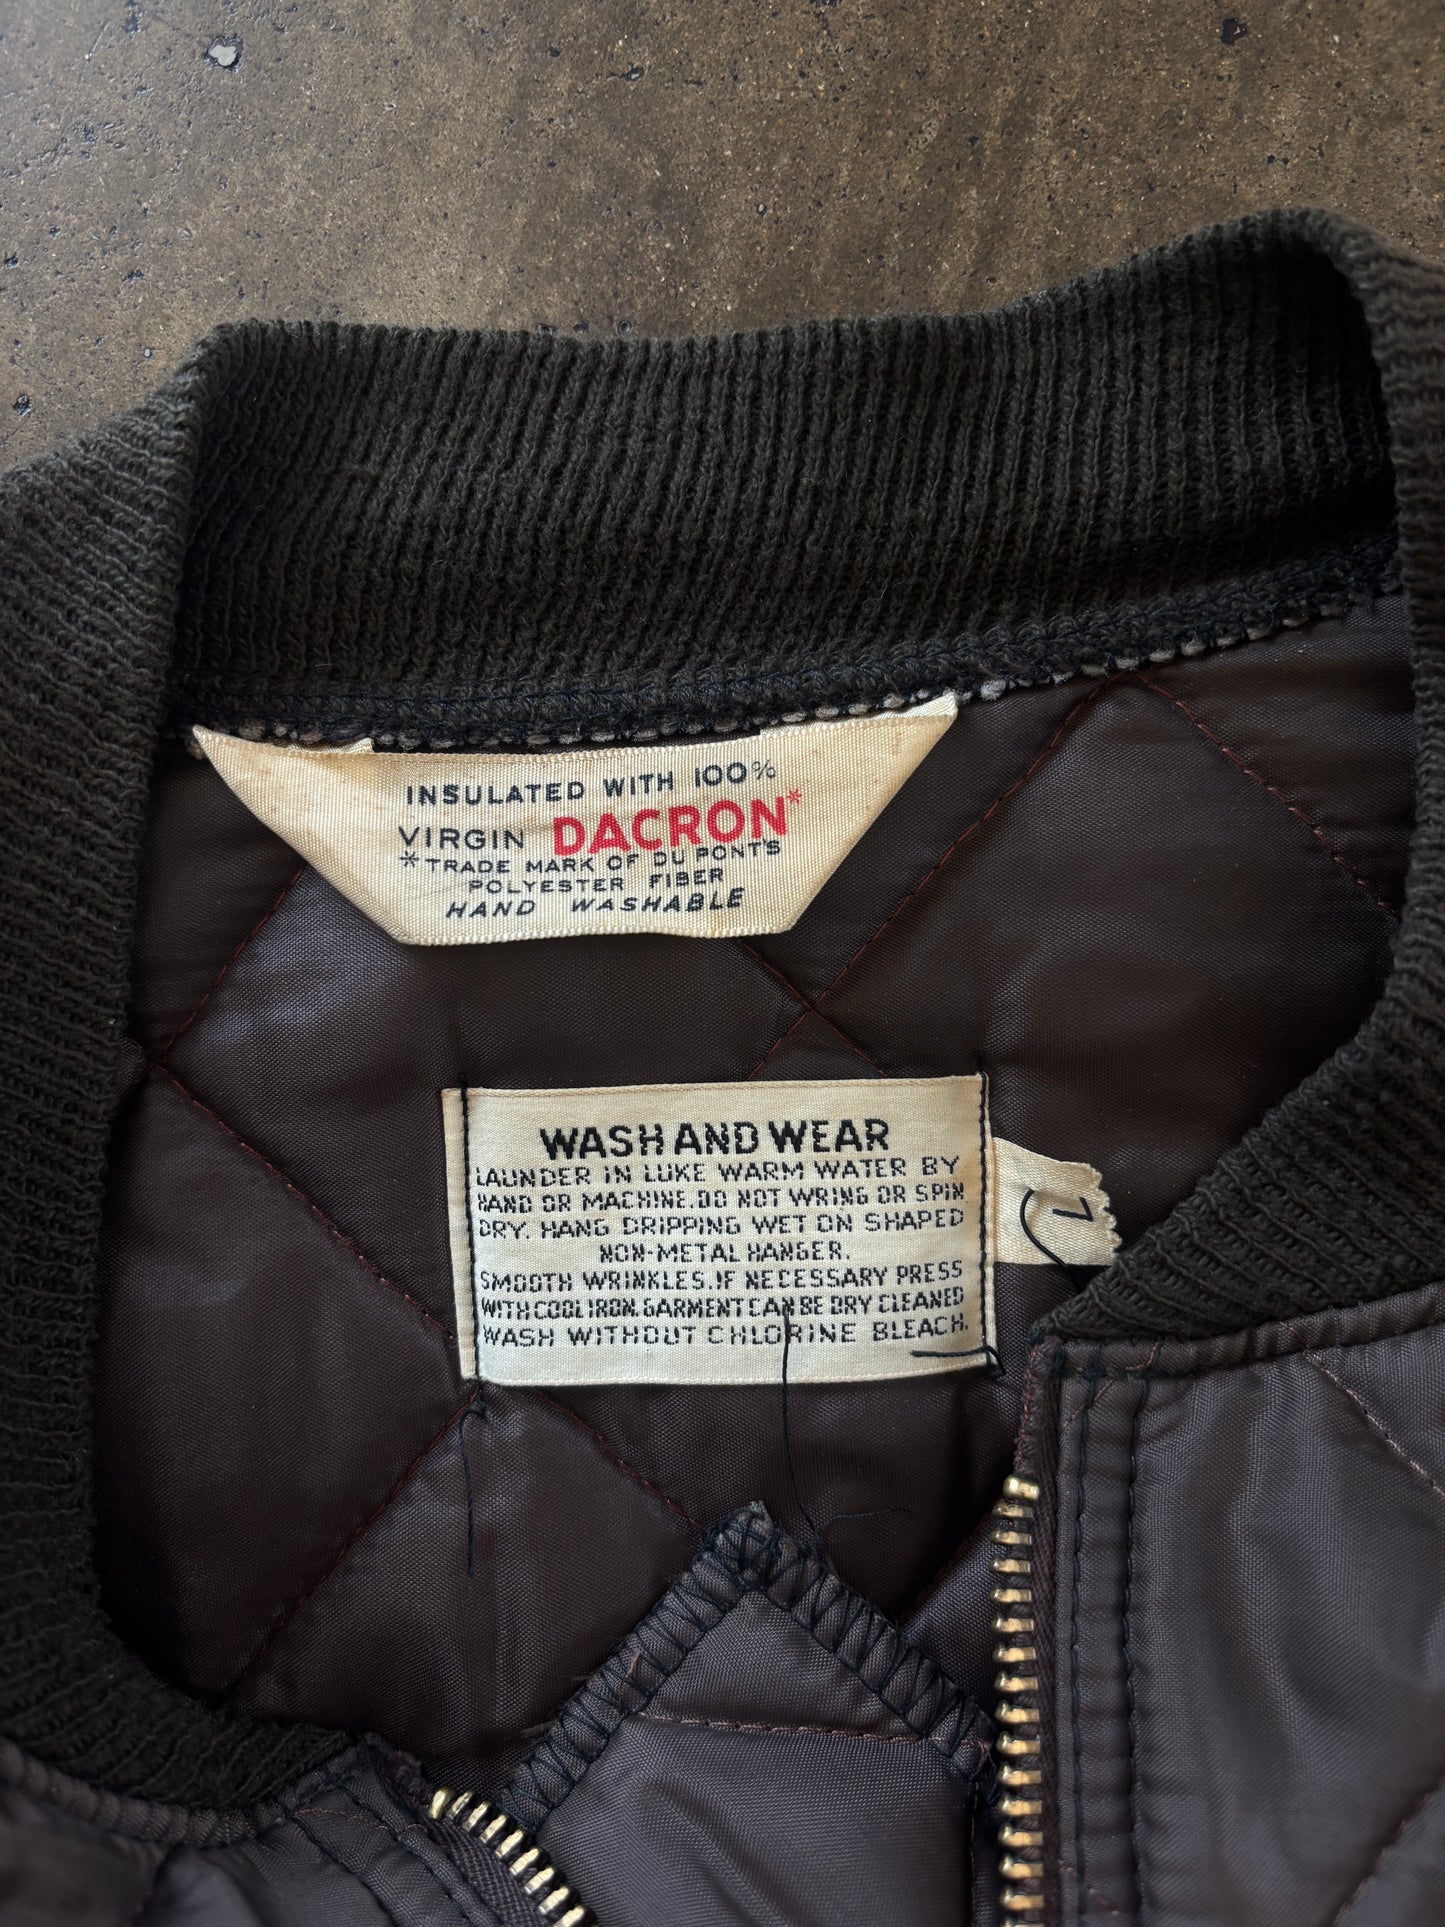 INSULATED WITH 100%
VIRGIN DACRON*
*TRADE MARK OF DU PONT'S
POLYESTER FIBER
HAND WASHABLE
WASH AND WEAR
LAUNDER IN LUKE WARM WATER BY
HAND OR MACHINE.DO NOT WRING OR SPIN
DRY. HANG DRIPPING WET ON SHAPED
NON-METAL HANGER.
SMOOTH WRINKLES.IF NECESSARY PRESS
WITH COOL IRON.GARMENT CAN BE DRY CLEANED
WASH WITHOUT CHLORINE BLEACH.